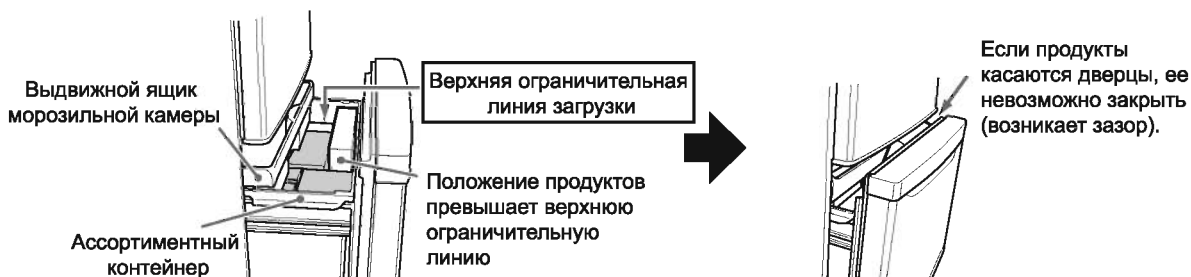 Выдвижной ящик
морозильной камеры
Верхняя ограничительная
линия загрузки
Положение продуктов
превышает верхнюю
ограничительную
линию
Ассортиментный
контейнер
Если продукты
касаются дверцы, ее
невозможно закрыть
(возникает зазор).